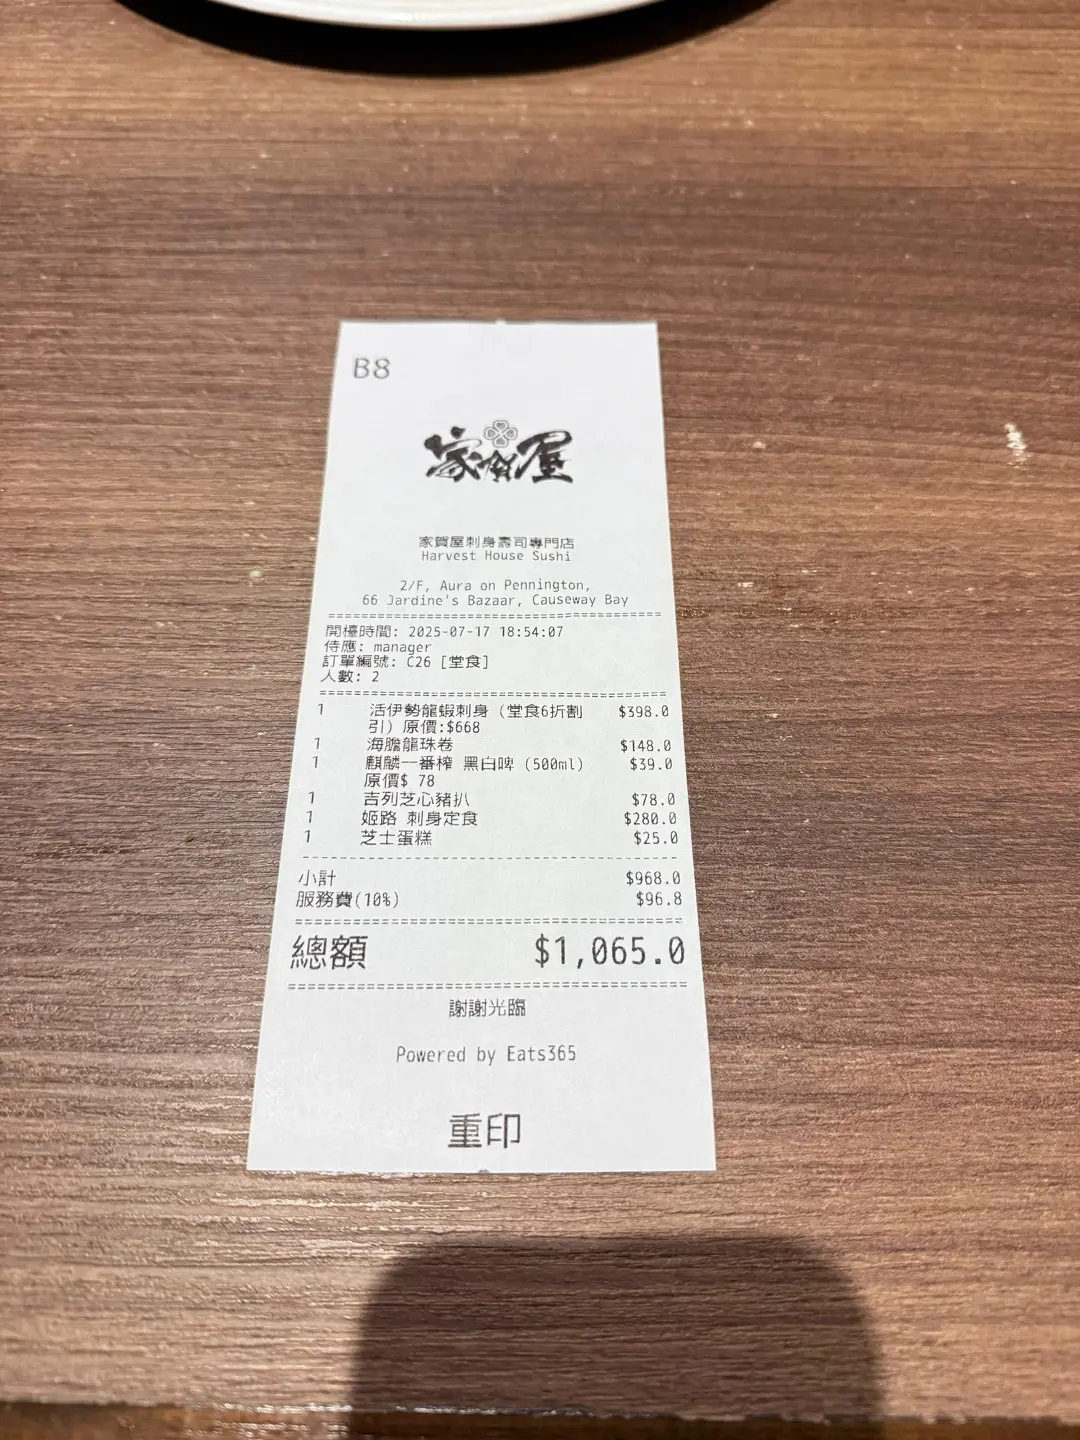 B8
家賀屋
家賀屋刺身壽司專門店
Harvest House Sushi
2/F, Aura on Pennington,
66 Jardine's Bazaar, Causeway Bay
開檯時間: 2025-07-17 18:54:07
侍應: manager
訂單編號: C26 [堂食]
人數: 2
1 活伊勢龍蝦刺身 (堂食6折割 $398.0
引) 原價:$668
1 海膽龍珠卷 $148.0
1 麒麟一番榨 黑白啤 (500ml) $39.0
原價$ 78
1 吉列芝心豬扒 $78.0
1 姬路 刺身定食 $280.0
1 芝士蛋糕 $25.0
小計 $968.0
服務費(10%) $96.8
總額 $1,065.0
謝謝光臨
Powered by Eats365
重印